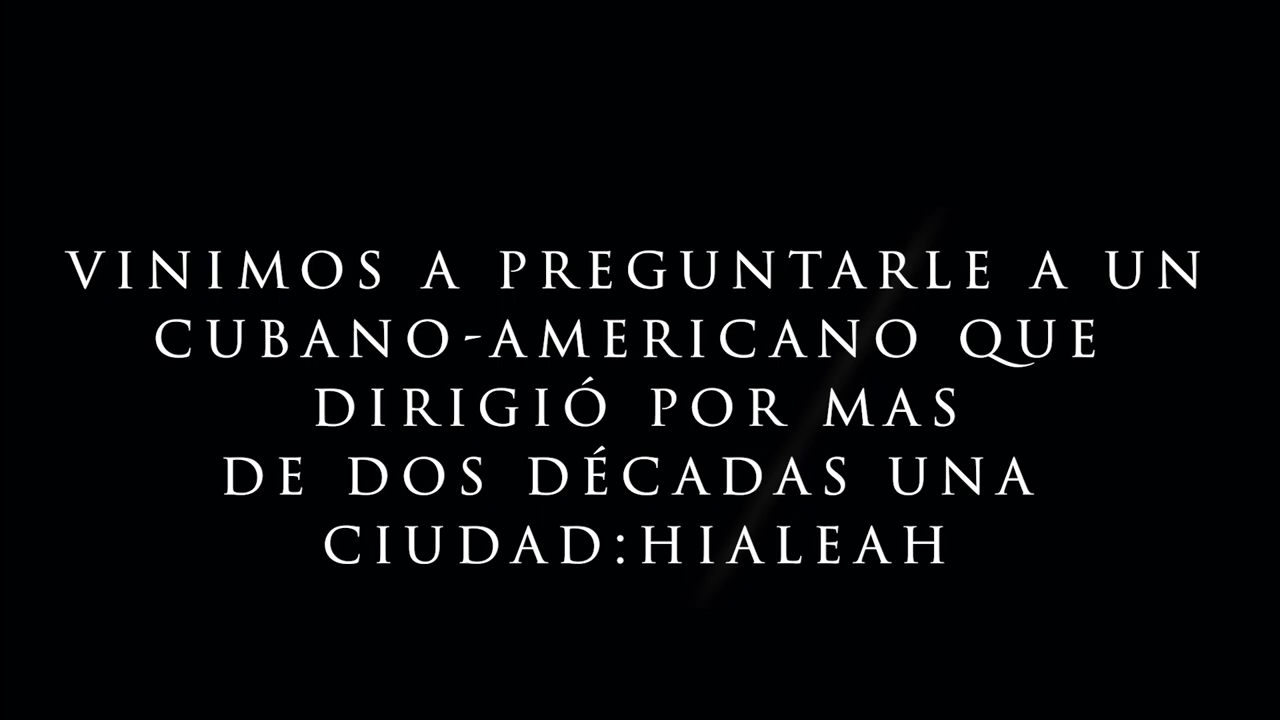 VINIMOS A PREGUNTARLE A UN
CUBANO-AMERICANO QUE
DIRIGIÓ POR MAS
DE DOS DÉCADAS UNA
CIUDAD:HIALEAH